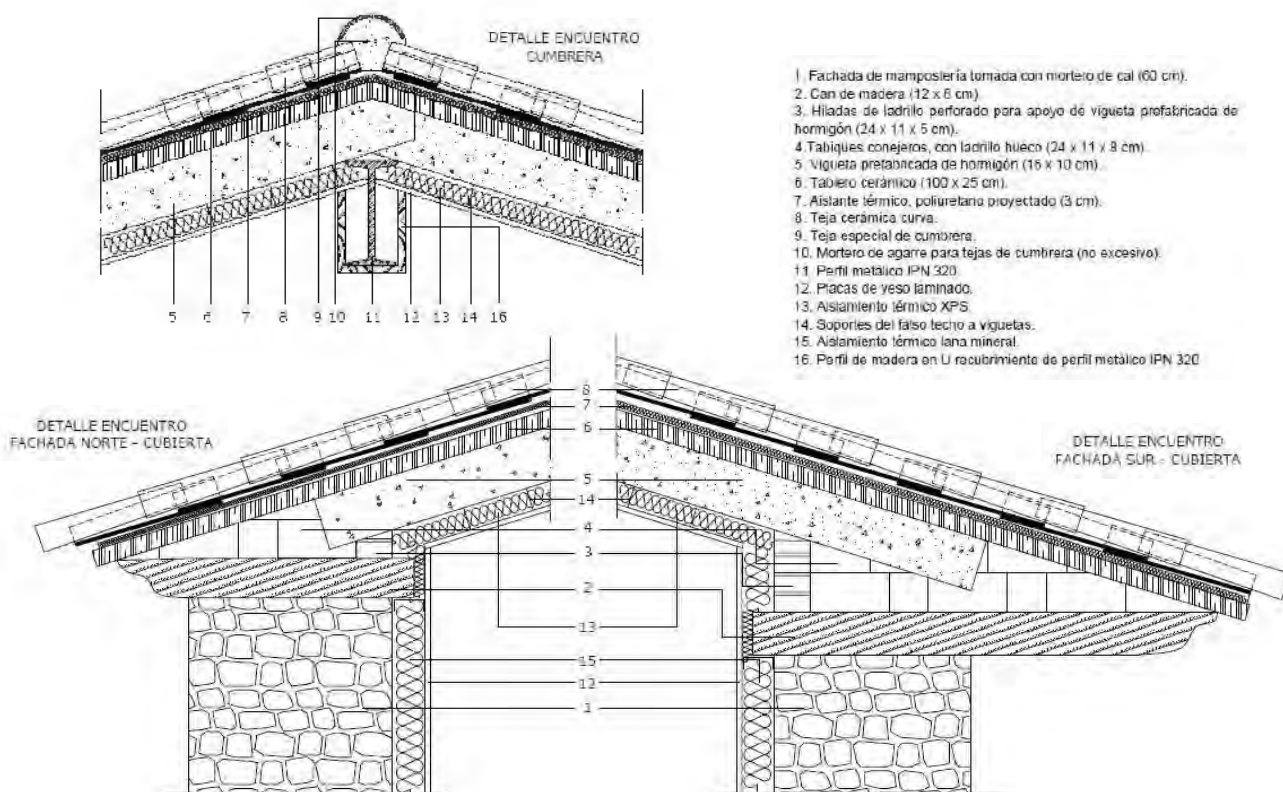 DETALLE ENCUENTRO
CUMBRERA
5 6 7 8 9 10 11 12 13 14 16
1. Fachada de mampostería tomada con mortero de cal (60 cm).
2. Can de madera (12 x 8 cm).
3. Hiladas de ladrillo perforado para apoyo de vigueta prefabricada de
hormigón (24 x 11 x 5 cm).
4. Tabiques conejeros, con ladrillo hueco (24 x 11 x 8 cm).
5. Vigueta prefabricada de hormigón (16 x 10 cm).
6. Tablero cerámico (100 x 25 cm).
7. Aislante térmico, poliuretano proyectado (3 cm).
8. Teja cerámica curva.
9. Teja especial de cumbrera.
10. Mortero de agarre para tejas de cumbrera (no excesivo).
11. Perfil metálico IPN 320.
12. Placas de yeso laminado.
13. Aislamiento térmico XPS.
14. Soportes del falso techo a viguetas.
15. Aislamiento térmico lana mineral.
16. Perfil de madera en U recubrimiento de perfil metálico IPN 320
DETALLE ENCUENTRO
FACHADA NORTE - CUBIERTA
8
7
6
5
14
4
3
2
13
15
12
1
DETALLE ENCUENTRO
FACHADA SUR - CUBIERTA